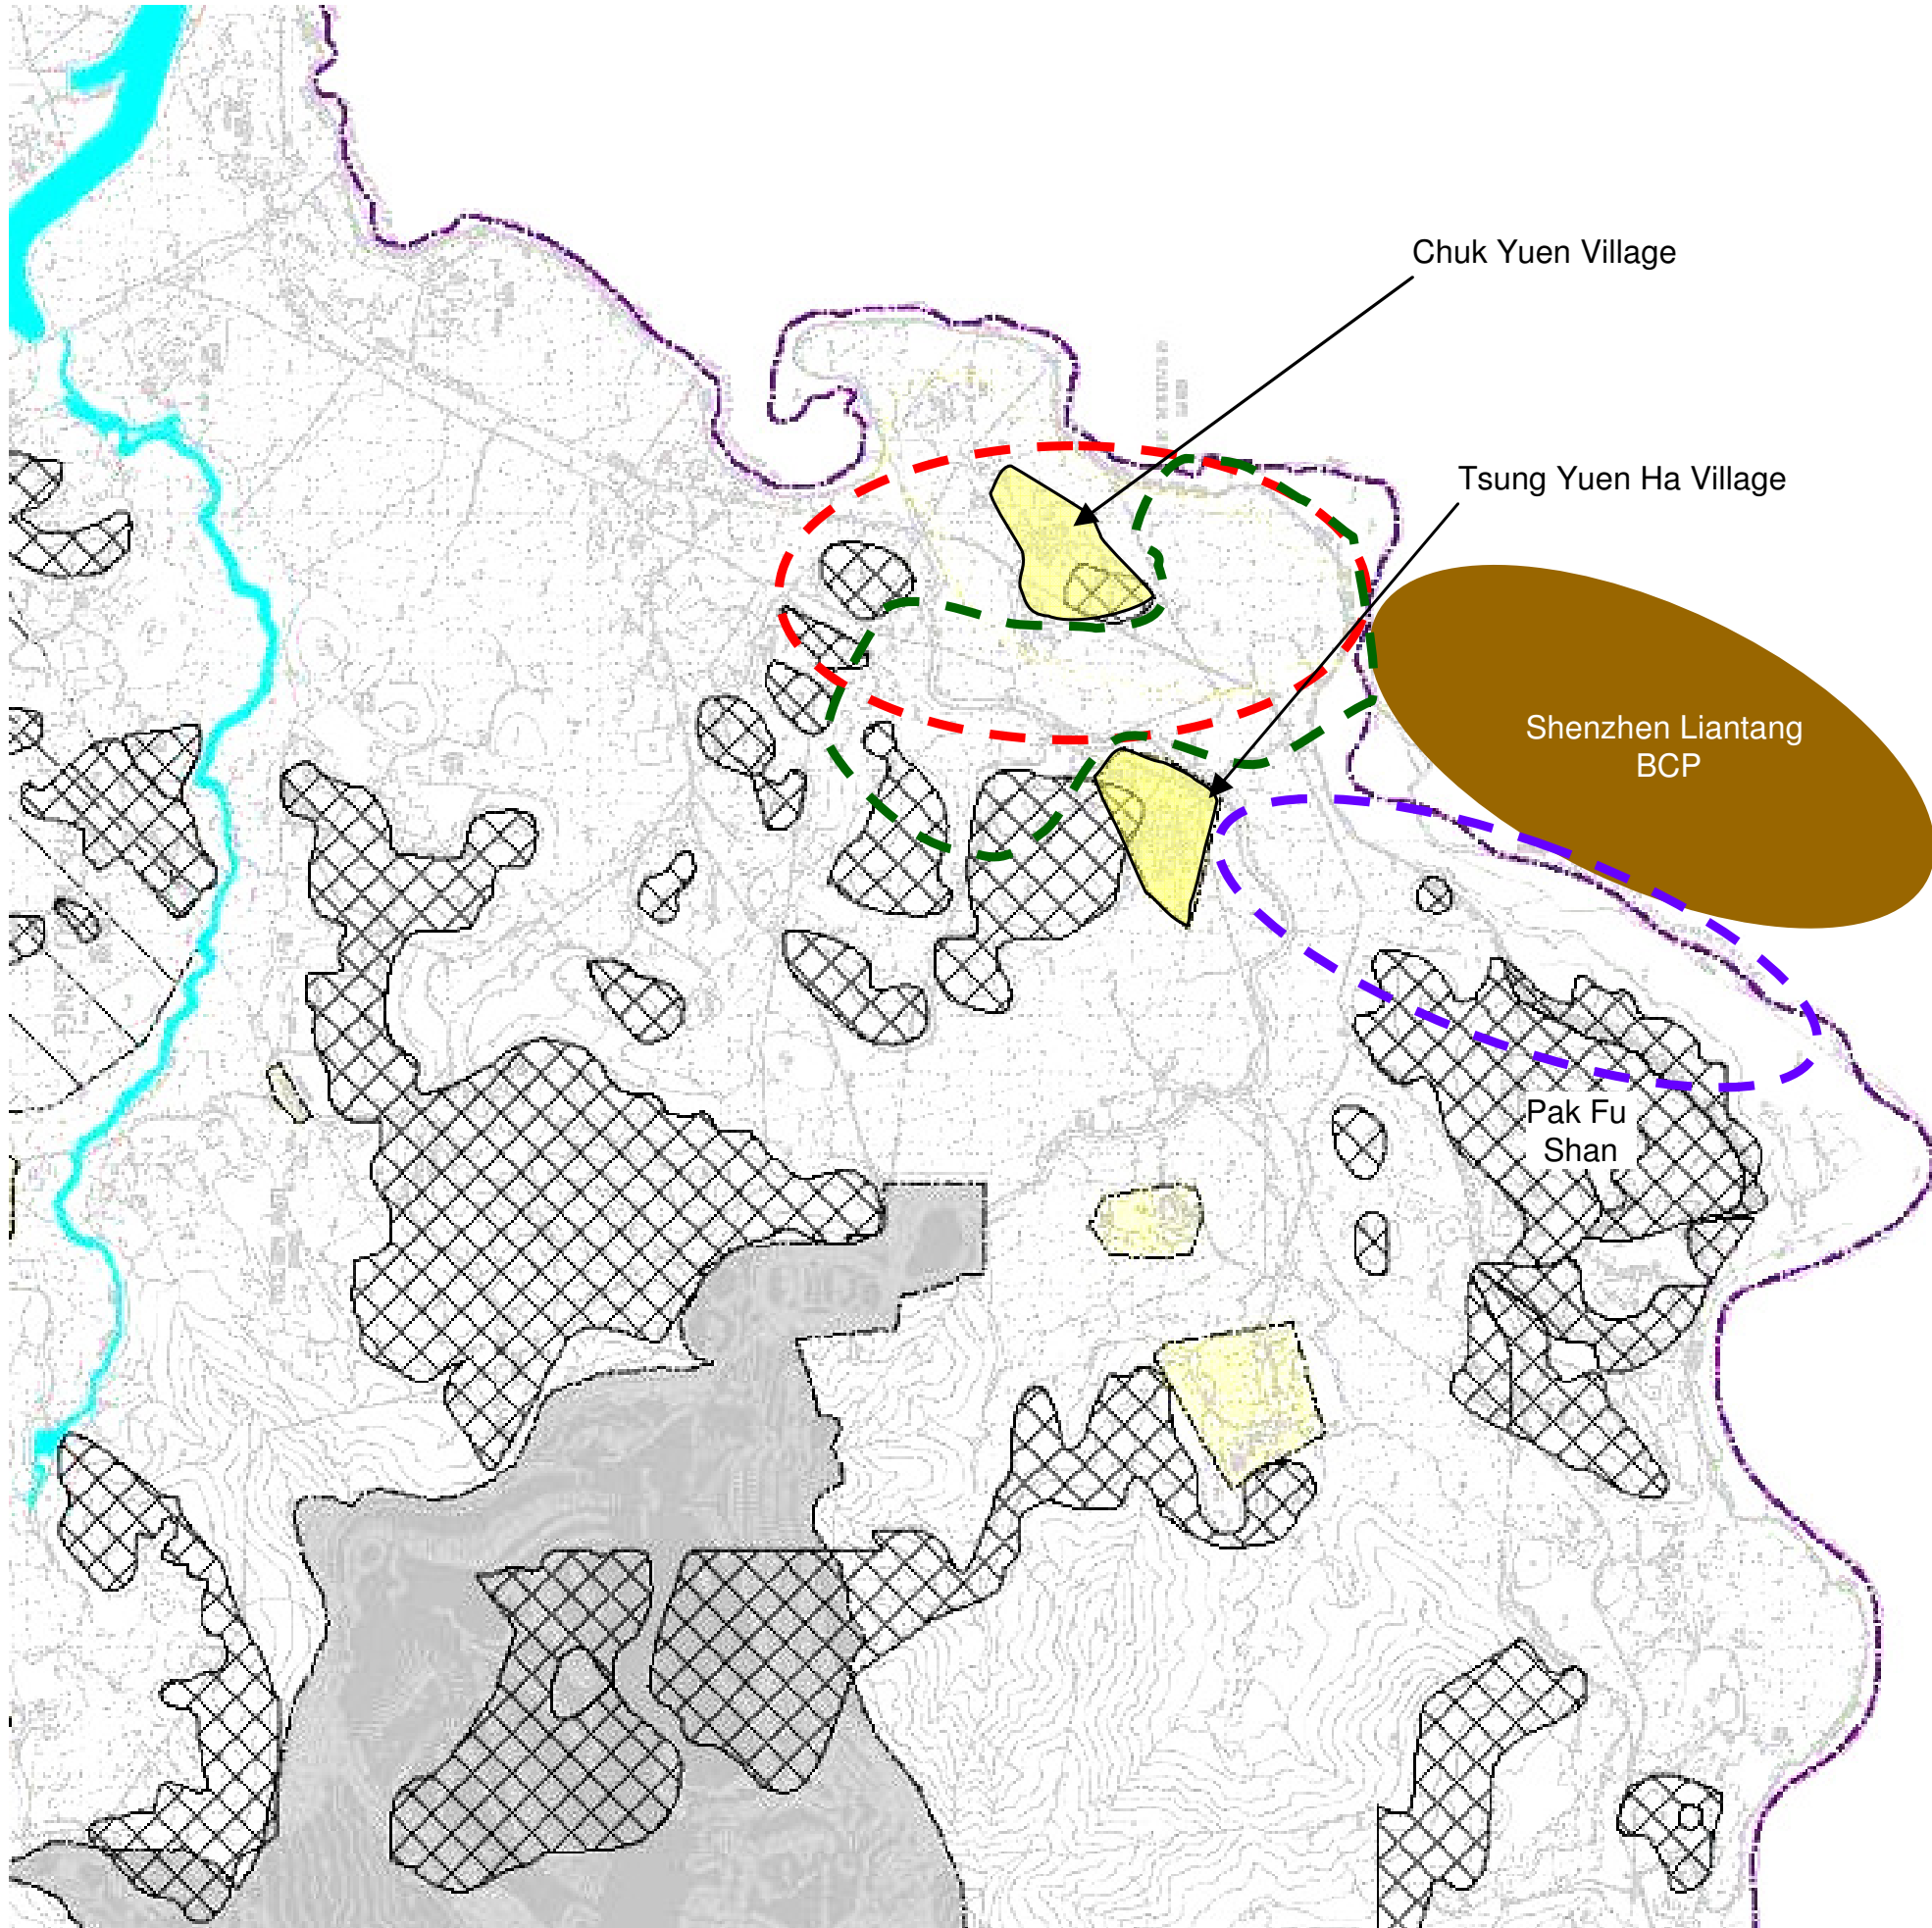 Chuk Yuen Village
Tsung Yuen Ha Village
Shenzhen Liantang
BCP
Pak Fu
Shan